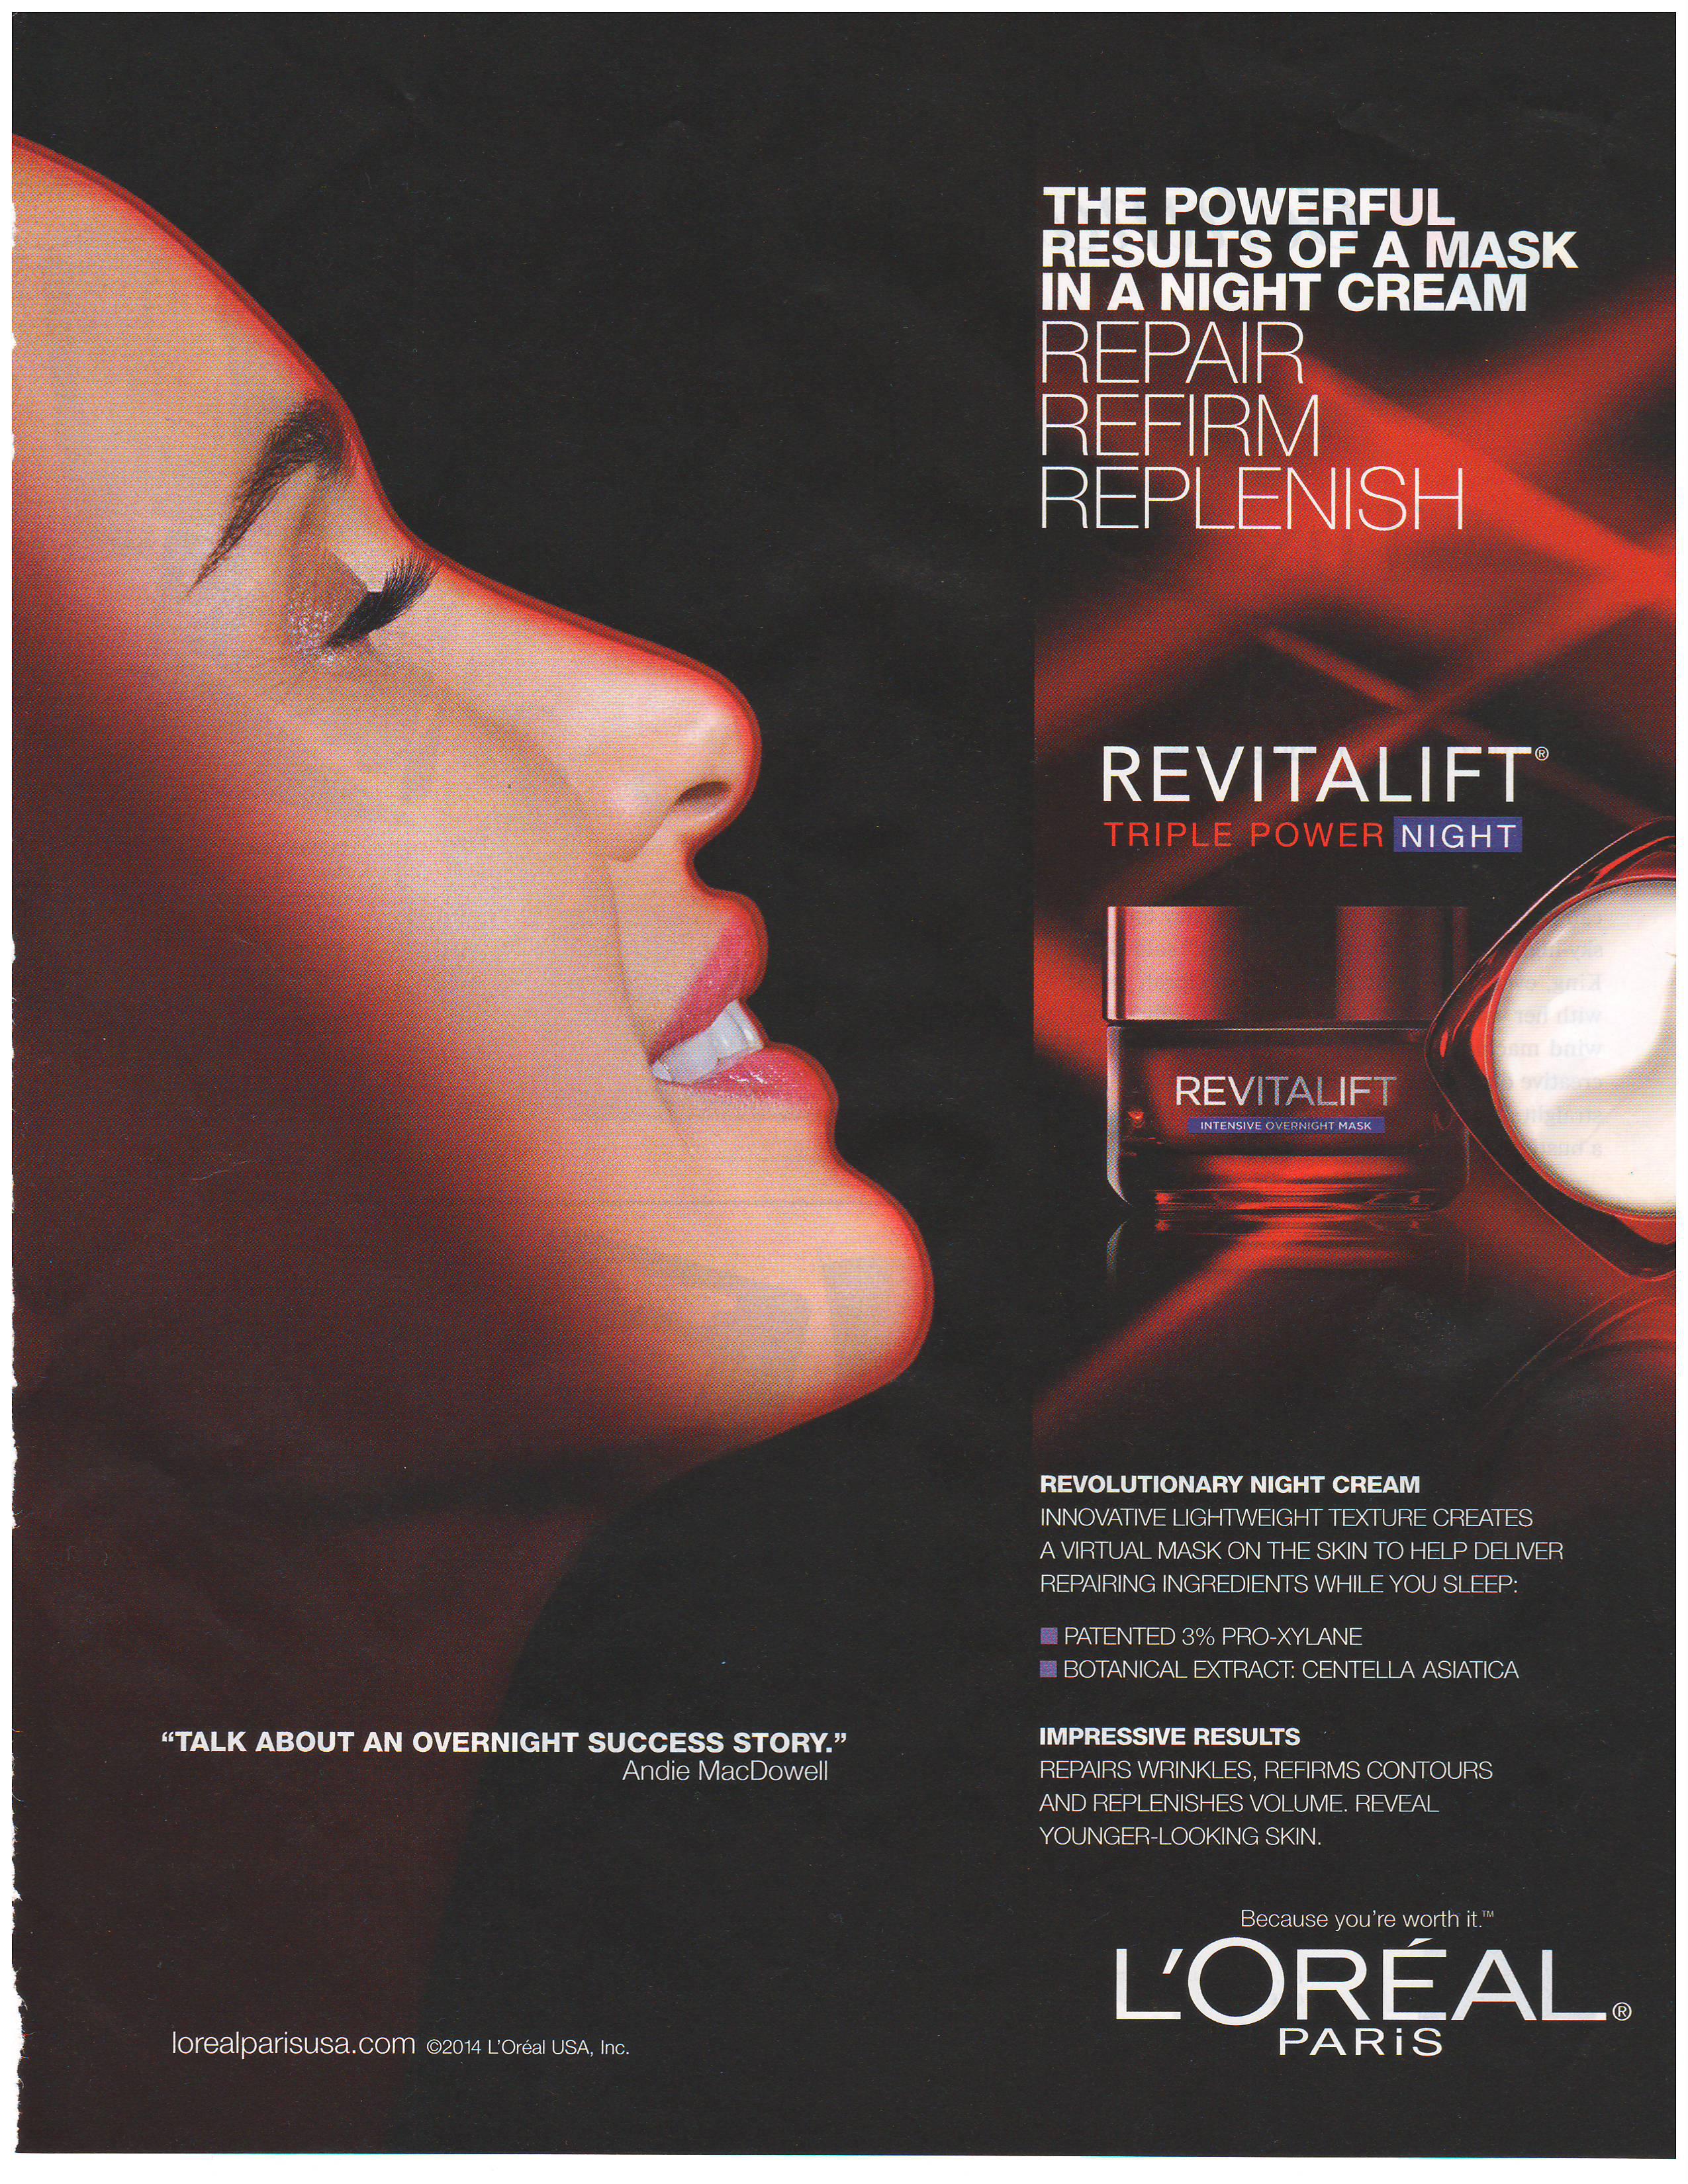 THE POWERFUL
RESULTS OF A MASK
IN A NIGHT CREAM
REPAIR
REFIRM
REPLENISH
REVITALIFT®
TRIPLE POWER NIGHT
REVITALIFT
INTENSIVE OVERNIGHT MASK
REVOLUTIONARY NIGHT CREAM
INNOVATIVE LIGHTWEIGHT TEXTURE CREATES
A VIRTUAL MASK ON THE SKIN TO HELP DELIVER
REPAIRING INGREDIENTS WHILE YOU SLEEP:
■ PATENTED 3% PRO-XYLANE
■ BOTANICAL EXTRACT: CENTELLA ASIATICA
IMPRESSIVE RESULTS
REPAIRS WRINKLES, REFIRMS CONTOURS
AND REPLENISHES VOLUME. REVEAL
YOUNGER-LOOKING SKIN.
“TALK ABOUT AN OVERNIGHT SUCCESS STORY.”
Andie MacDowell
Because you're worth it.™
L'ORÉAL®
PARiS
lorealparisusa.com ©2014 L'Oréal USA, Inc.